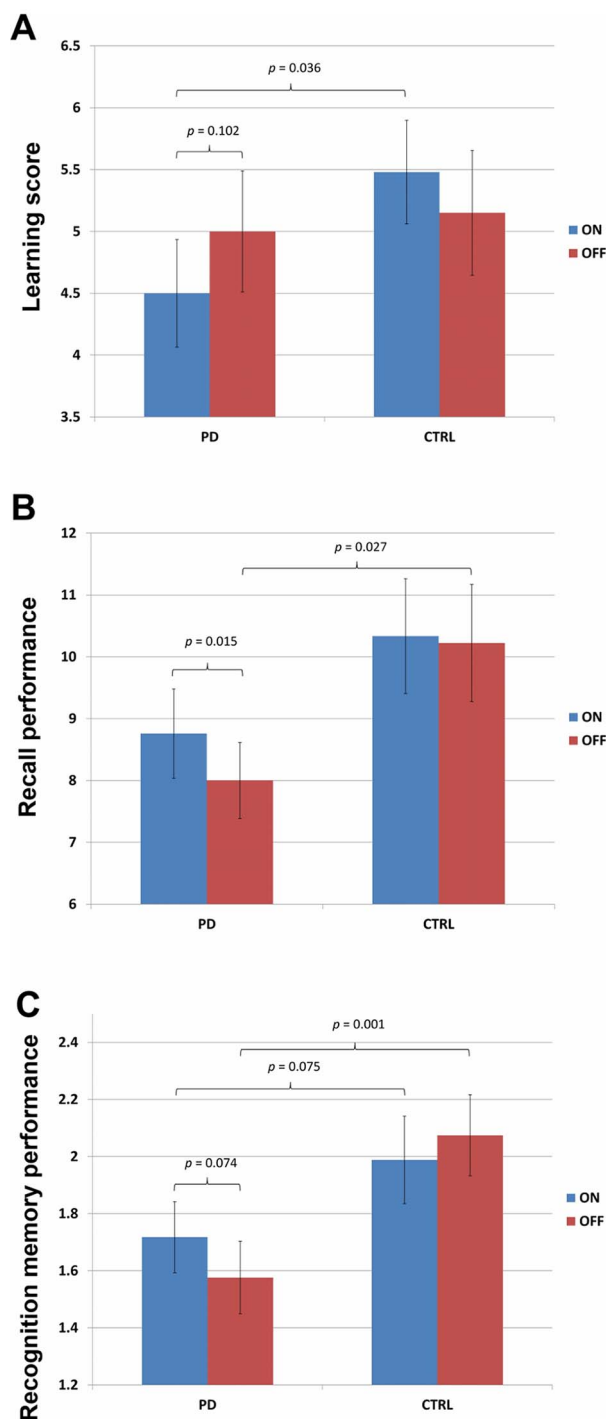 A
Learning score
6.5
6
5.5
5
4.5
4
3.5
p = 0.036
p = 0.102
ON
OFF
PD
CTRL
B
Recall performance
12
11
10
9
8
7
6
p = 0.027
p = 0.015
ON
OFF
PD
CTRL
C
Recognition memory performance
2.4
2.2
2
1.8
1.6
1.4
1.2
p = 0.001
p = 0.075
p = 0.074
ON
OFF
PD
CTRL